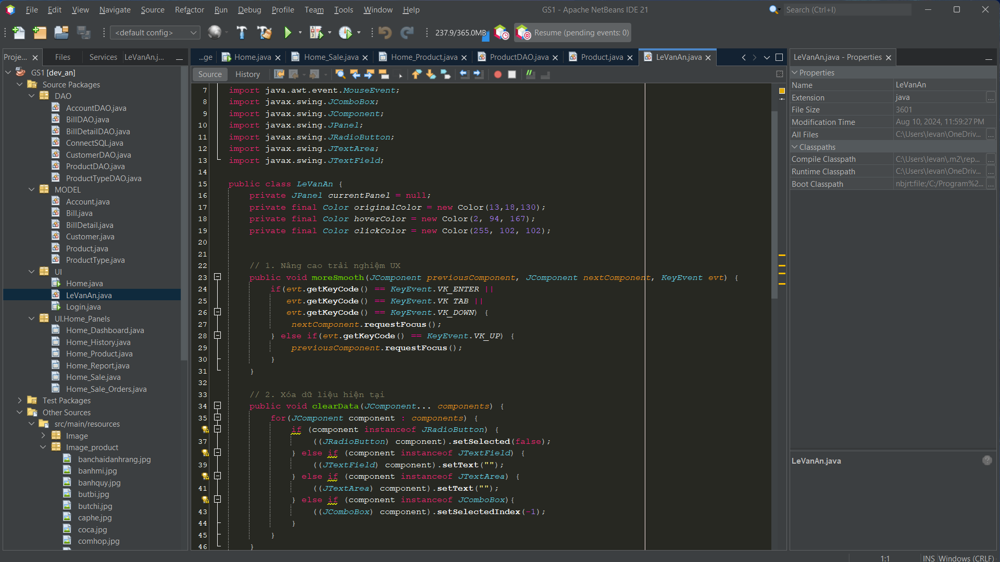 File Edit View Navigate Source Refactor Run Debug Profile Team Tools Window Help
GS1 - Apache NetBeans IDE 21
Search (Ctrl+I)
<default config>
237.9/365.0MB
Resume (pending events: 0)
Proje... Files Services LeVanAn.j...
GS1 [dev_an]
Source Packages
DAO
AccountDAO.java
BillDAO.java
BillDetailDAO.java
ConnectSQL.java
CustomerDAO.java
ProductDAO.java
ProductTypeDAO.java
MODEL
Account.java
Bill.java
BillDetail.java
Customer.java
Product.java
ProductType.java
UI
Home.java
LeVanAn.java
Login.java
UI.Home_Panels
Home_Dashboard.java
Home_History.java
Home_Product.java
Home_Report.java
Home_Sale.java
Home_Sale_Orders.java
Test Packages
Other Sources
src/main/resources
Image
Image_product
banchaidanhrang.jpg
banhmi.jpg
banhquy.jpg
butbi.jpg
butchi.jpg
caphe.jpg
coca.jpg
comhop.jpg
...ge Home.java Home_Sale.java Home_Product.java ProductDAO.java Product.java LeVanAn.java
Source History
7 import java.awt.event.MouseEvent;
8 import javax.swing.JComboBox;
9 import javax.swing.JComponent;
10 import javax.swing.JPanel;
11 import javax.swing.JRadioButton;
12 import javax.swing.JTextArea;
13 import javax.swing.JTextField;
14
15 public class LeVanAn {
16 private JPanel currentPanel = null;
17 private final Color originalColor = new Color(13,18,130);
18 private final Color hoverColor = new Color(2, 94, 167);
19 private final Color clickColor = new Color(255, 102, 102);
20
21
22 // 1. Nâng cao trải nghiệm UX
23 public void moreSmooth(JComponent previousComponent, JComponent nextComponent, KeyEvent evt) {
24 if(evt.getKeyCode() == KeyEvent.VK_ENTER ||
25 evt.getKeyCode() == KeyEvent.VK_TAB ||
26 evt.getKeyCode() == KeyEvent.VK_DOWN) {
27 nextComponent.requestFocus();
28 } else if(evt.getKeyCode() == KeyEvent.VK_UP) {
29 previousComponent.requestFocus();
30 }
31 }
32
33 // 2. Xóa dữ liệu hiện tại
34 public void clearData(JComponent... components) {
35 for(JComponent component : components) {
if (component instanceof JRadioButton) {
37 ((JRadioButton) component).setSelected(false);
} else if (component instanceof JTextField) {
39 ((JTextField) component).setText("");
} else if (component instanceof JTextArea) {
41 ((JTextArea) component).setText("");
} else if (component instanceof JComboBox){
43 ((JComboBox) component).setSelectedIndex(-1);
44 }
45 }
46 }
LeVanAn.java - Properties
Properties
Name LeVanAn
Extension java
File Size 3601
Modification Time Aug 10, 2024, 11:59:27 PM
All Files C:\Users\levan\OneDriv...
Classpaths
Compile Classpath C:\Users\levan\.m2\rep...
Runtime Classpath C:\Users\levan\OneDriv...
Boot Classpath nbjrt:file:/C:/Program%2...
LeVanAn.java
1:1 INS Windows (CRLF)